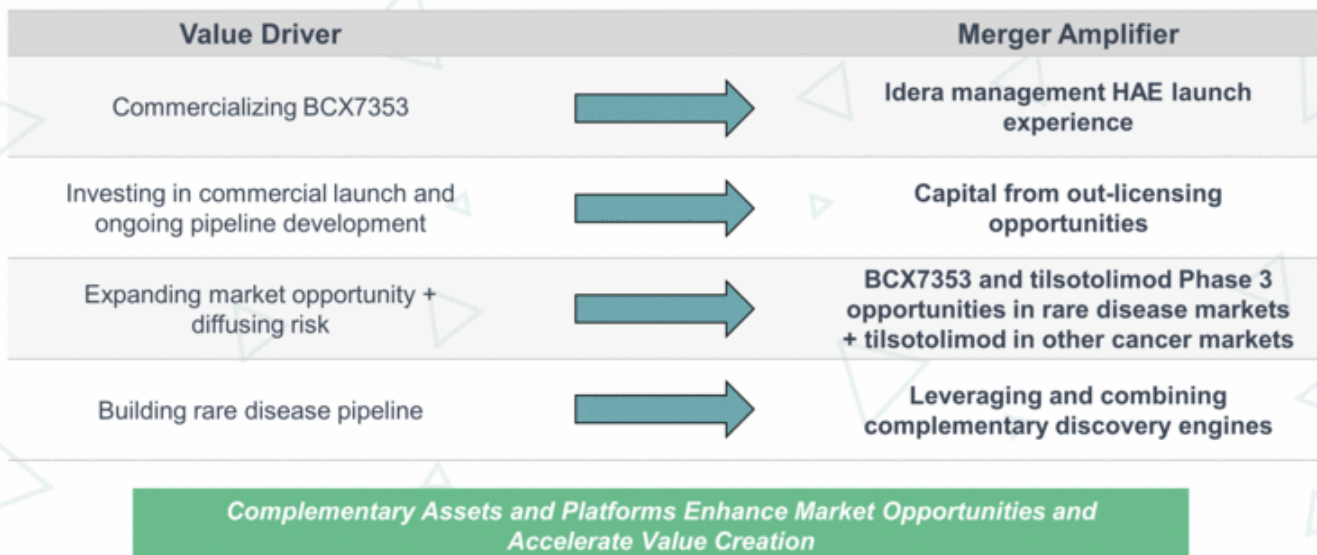 Value Driver
Merger Amplifier
Commercializing BCX7353
Idera management HAE launch
experience
Investing in commercial launch and
ongoing pipeline development
Capital from out-licensing
opportunities
Expanding market opportunity +
diffusing risk
BCX7353 and tilsotolimod Phase 3
opportunities in rare disease markets
+ tilsotolimod in other cancer markets
Building rare disease pipeline
Leveraging and combining
complementary discovery engines
Complementary Assets and Platforms Enhance Market Opportunities and
Accelerate Value Creation